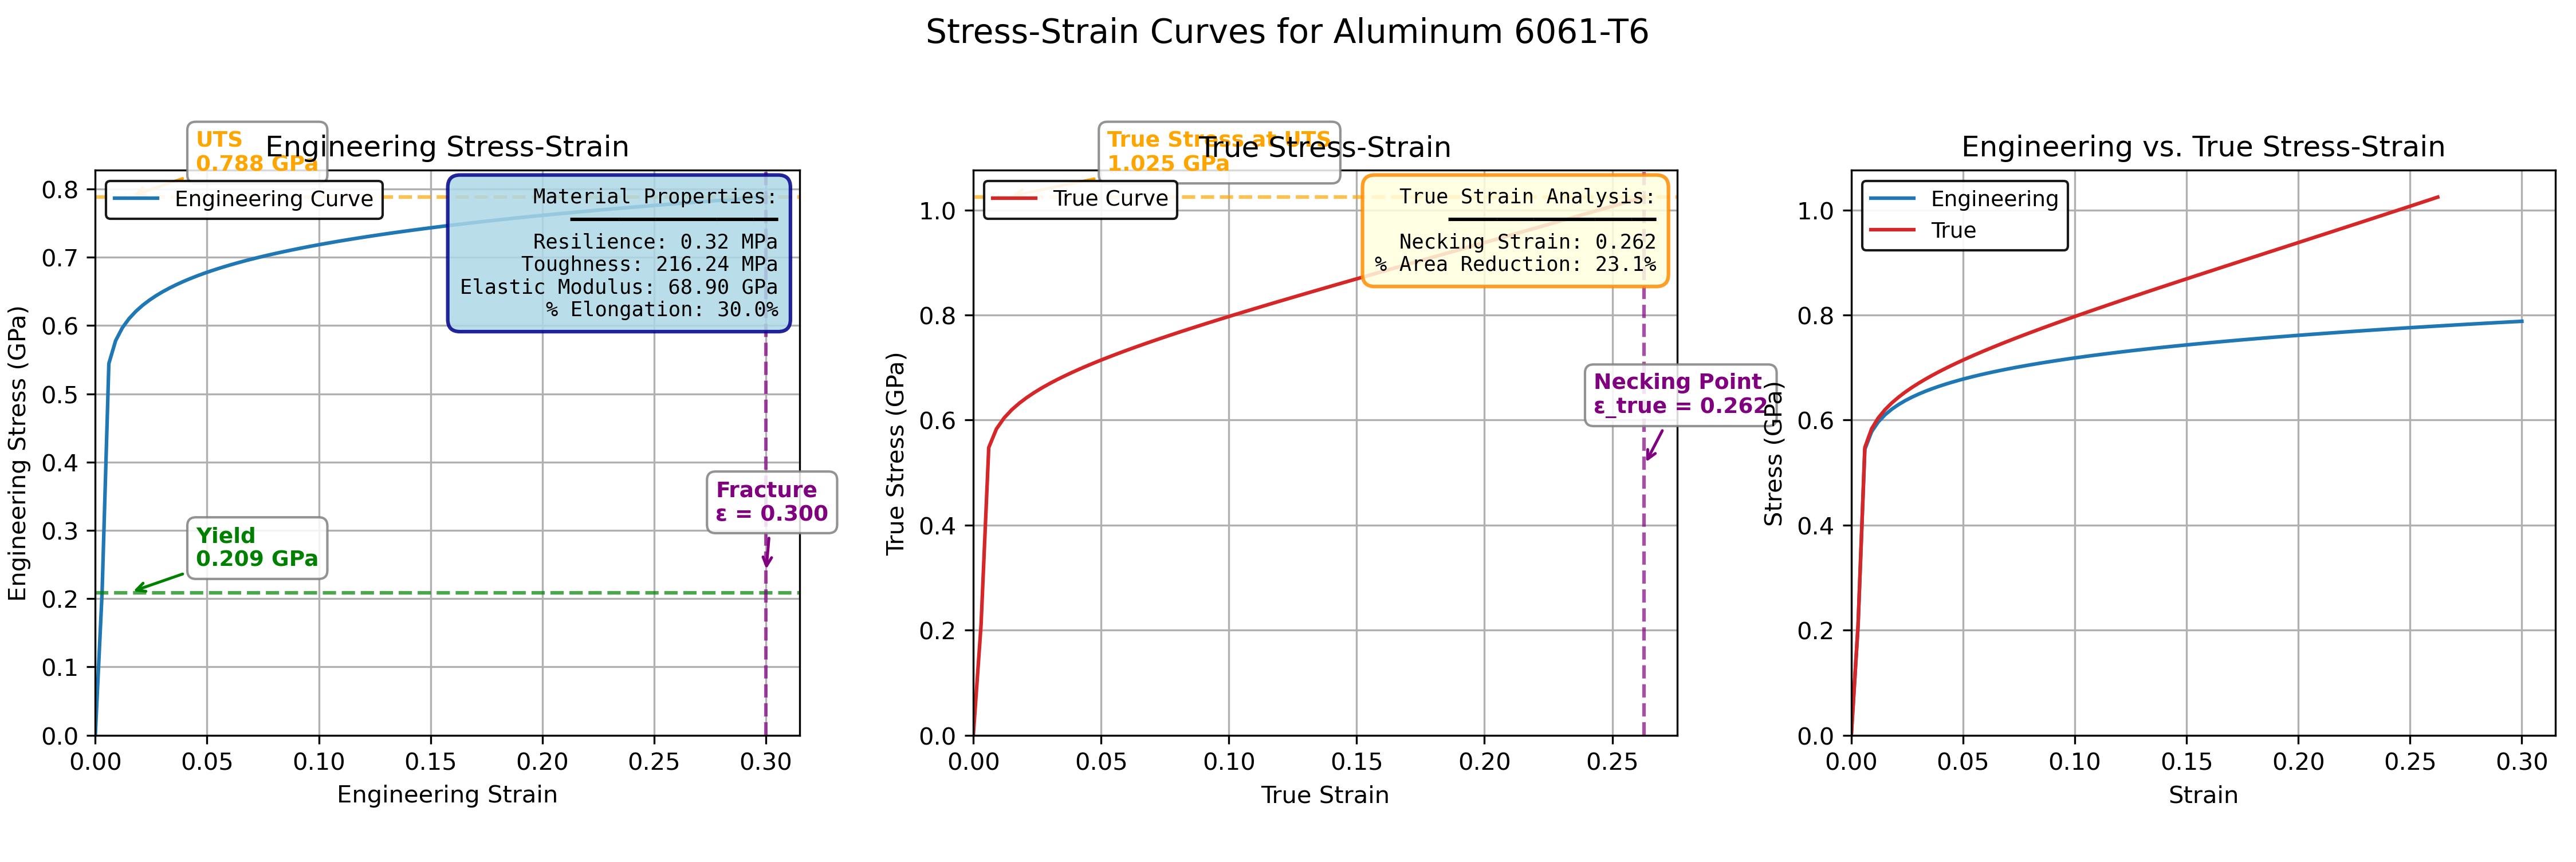 Stress-Strain Curves for Aluminum 6061-T6
Engineering Stress-Strain
UTS
0.788 GPa
Engineering Curve
Material Properties:
Resilience: 0.32 MPa
Toughness: 216.24 MPa
Elastic Modulus: 68.90 GPa
% Elongation: 30.0%
Fracture
ε = 0.300
Yield
0.209 GPa
Engineering Stress (GPa)
0.8
0.7
0.6
0.5
0.4
0.3
0.2
0.1
0.0
0.00 0.05 0.10 0.15 0.20 0.25 0.30
Engineering Strain
True Stress-Strain
True Stress at UTS
1.025 GPa
True Curve
True Strain Analysis:
Necking Strain: 0.262
% Area Reduction: 23.1%
Necking Point
ε_true = 0.262
True Stress (GPa)
1.0
0.8
0.6
0.4
0.2
0.0
0.00 0.05 0.10 0.15 0.20 0.25
True Strain
Engineering vs. True Stress-Strain
Engineering
True
Stress (GPa)
1.0
0.8
0.6
0.4
0.2
0.0
0.00 0.05 0.10 0.15 0.20 0.25 0.30
Strain